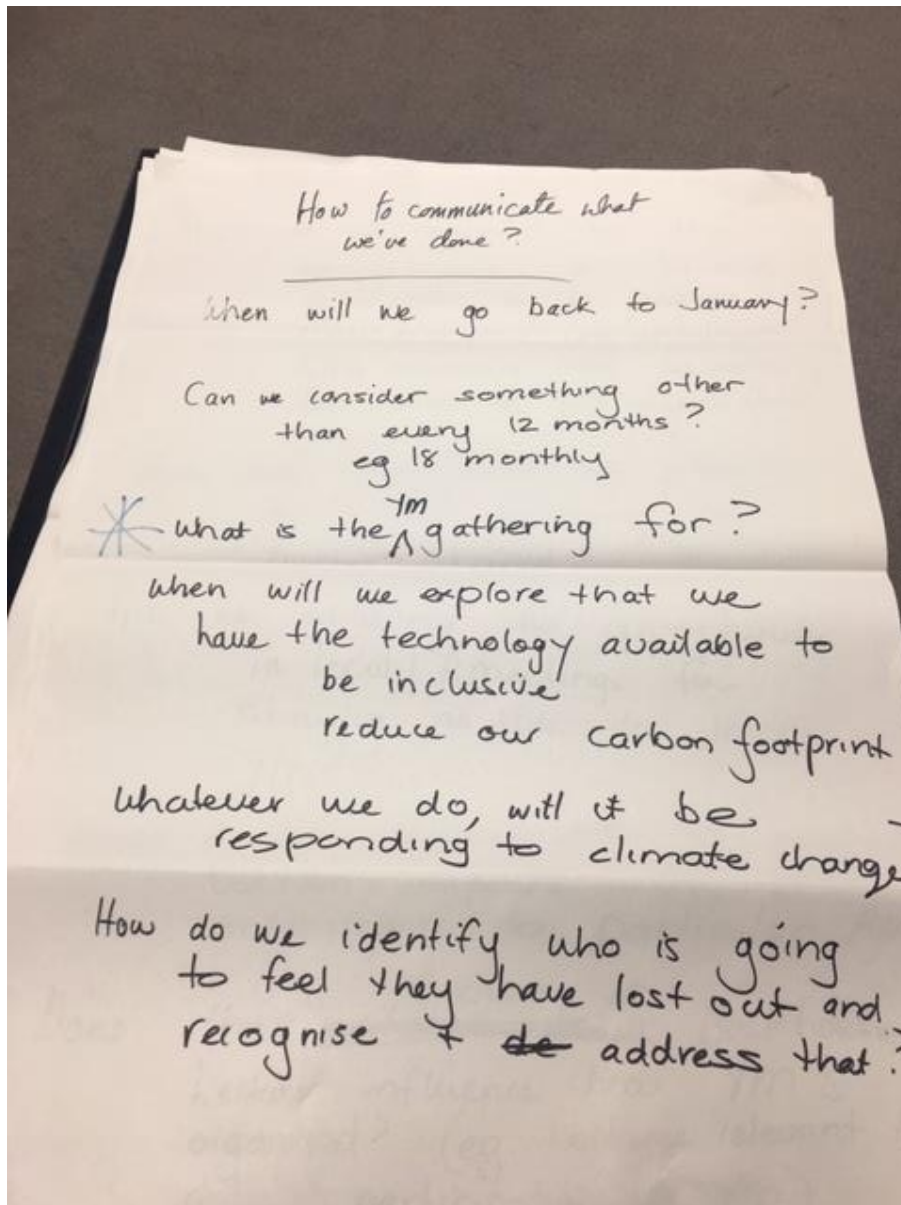 How to communicate what
we've done?
When will we go back to January?
Can we consider something other
than every 12 months?
eg 18 monthly
what is the YM gathering for?
when will we explore that we
have the technology available to
be inclusive
reduce our carbon footprint
Whatever we do, will it be
responding to climate change
How do we identify who is going
to feel they have lost out and
recognise + de address that?